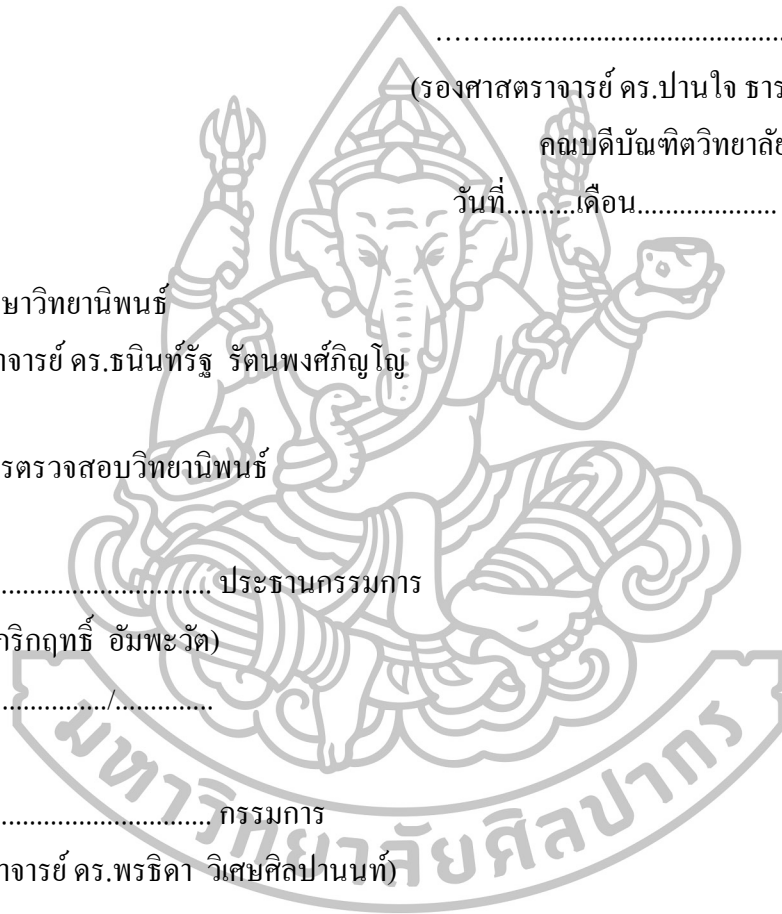 ……..........................................
(รองศาสตราจารย์ ดร.ปานใจ ธาร
คณบดีบัณฑิตวิทยาลัย
วันที่..........เดือน....................
ษาวิทยานิพนธ์
าจารย์ ดร.ธนินท์รัฐ รัตนพงศ์ภิญโญ
รตรวจสอบวิทยานิพนธ์
.............................. ประธานกรรมการ
กริกฤทธิ์ อัมพะวัต)
.............../..............
.............................. กรรมการ
าจารย์ ดร.พรธิดา วิเศษศิลปานนท์)
มหาวิทยาลัยศิลปากร